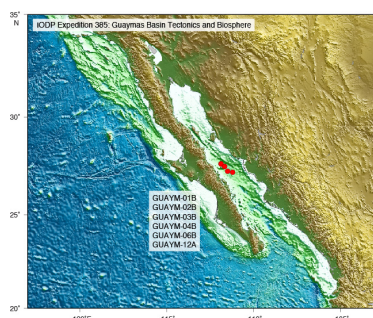 35°
N
IODP Expedition 385: Guaymas Basin Tectonics and Biosphere
30°
GUAYM-01B
GUAYM-02B
GUAYM-03B
GUAYM-04B
GUAYM-06B
GUAYM-12A
25°
20°